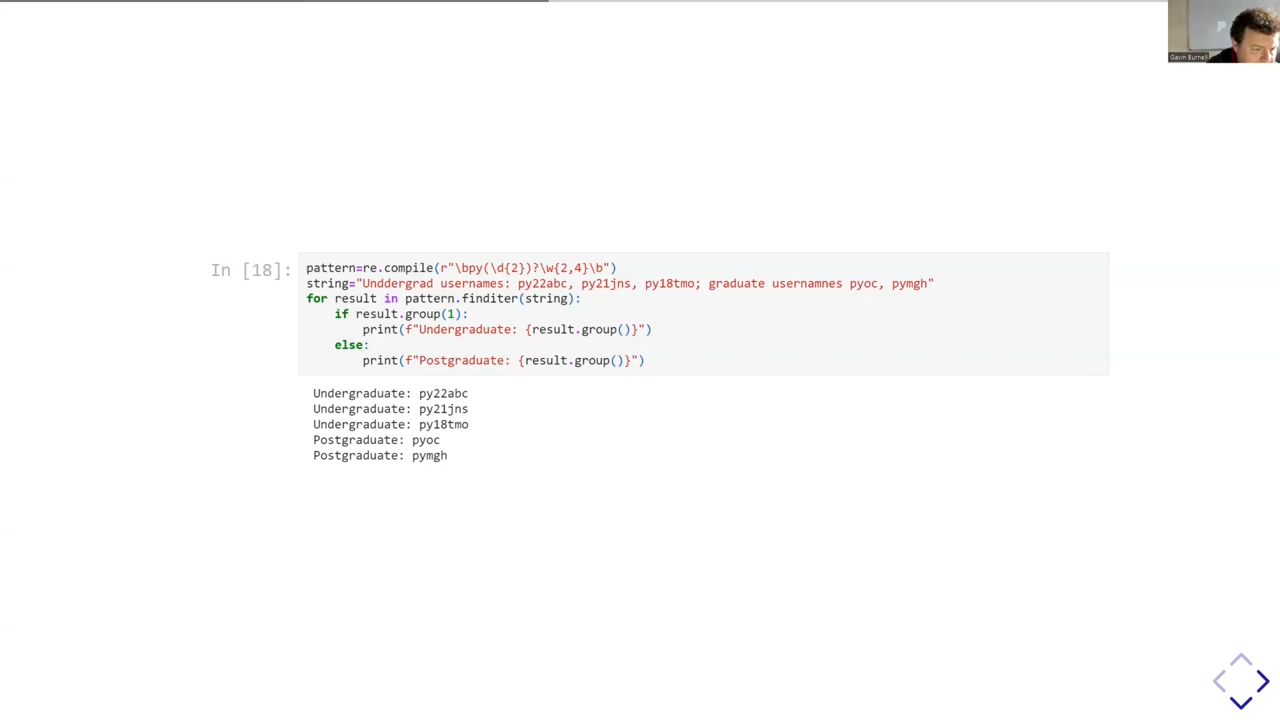 Gavin Burnell
In [18]:
pattern=re.compile(r"\bpy(\d{2})?\w{2,4}\b")
string="Unddergrad usernames: py22abc, py21jns, py18tmo; graduate usernamnes pyoc, pymgh"
for result in pattern.finditer(string):
    if result.group(1):
        print(f"Undergraduate: {result.group()}")
    else:
        print(f"Postgraduate: {result.group()}")
Undergraduate: py22abc
Undergraduate: py21jns
Undergraduate: py18tmo
Postgraduate: pyoc
Postgraduate: pymgh